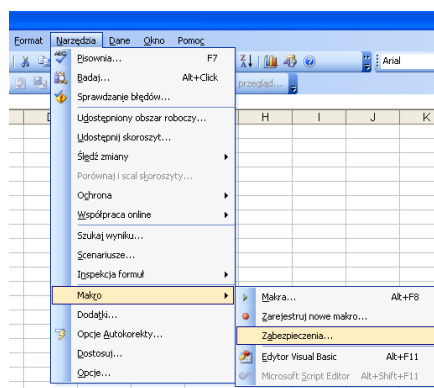 Format Narzędzia Dane Okno Pomoc
Pisownia... F7
Arial
Badaj... Alt+Click
przegląd...
Sprawdzanie błędów...
H I J K
Udostępniony obszar roboczy...
Udostępnij skoroszyt...
Śledź zmiany
Porównaj i scal skoroszyty...
Ochrona
Współpraca online
Szukaj wyniku...
Scenariusze...
Inspekcja formuł
Makro
Makra... Alt+F8
Dodatki...
Zarejestruj nowe makro...
Opcje Autokorekty...
Zabezpieczenia...
Dostosuj...
Edytor Visual Basic Alt+F11
Opcje...
Microsoft Script Editor Alt+Shift+F11